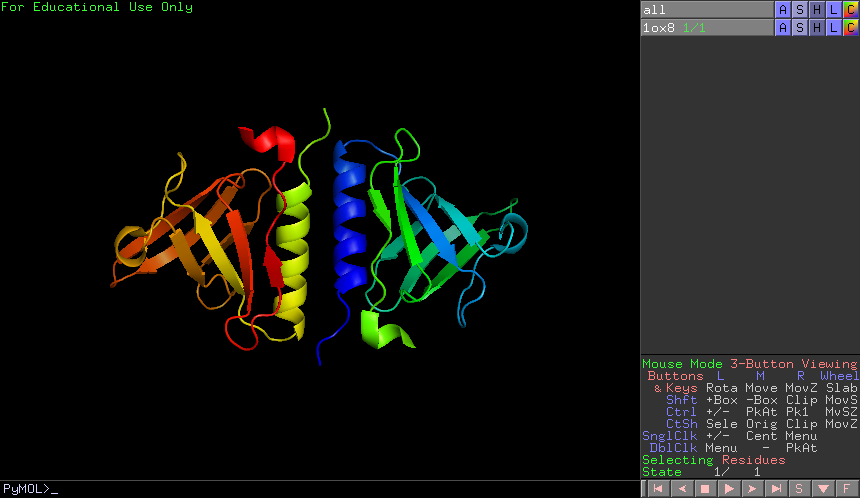 For Educational Use Only
all A S H L C
1ox8 1/1 A S H L C
Mouse Mode 3-Button Viewing
Buttons L M R Wheel
& Keys Rota Move MovZ Slab
Shft +Box -Box Clip MovS
Ctrl +/- PkAt Pk1 MvSZ
CtSh Sele Orig Clip MovZ
SnglClk +/- Cent Menu
DblClk Menu - PkAt
Selecting Residues
State 1/ 1
PyMOL>_ S F